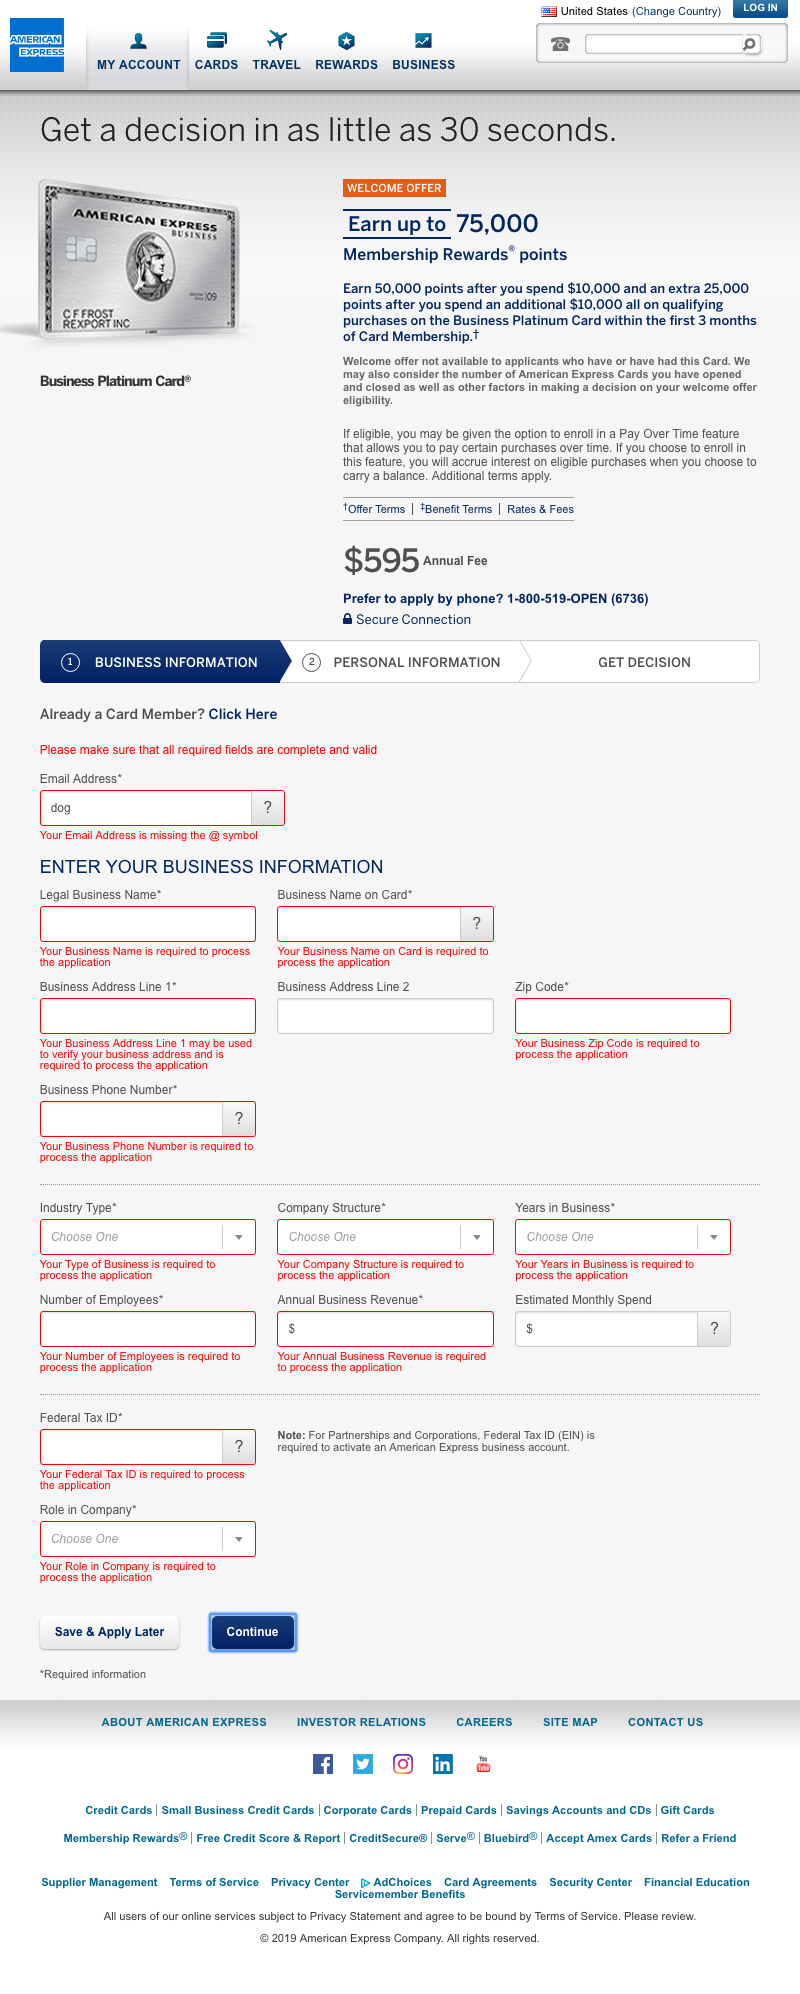 United States (Change Country)
LOG IN
AMERICAN
EXPRESS
MY ACCOUNT
CARDS
TRAVEL
REWARDS
BUSINESS
Get a decision in as little as 30 seconds.
AMERICAN EXPRESS
BUSINESS
C F FROST
REXPORT INC
Business Platinum Card®
WELCOME OFFER
Earn up to 75,000
Membership Rewards® points
Earn 50,000 points after you spend $10,000 and an extra 25,000
points after you spend an additional $10,000 all on qualifying
purchases on the Business Platinum Card within the first 3 months
of Card Membership.†
Welcome offer not available to applicants who have or have had this Card. We
may also consider the number of American Express Cards you have opened
and closed as well as other factors in making a decision on your welcome offer
eligibility.
If eligible, you may be given the option to enroll in a Pay Over Time feature
that allows you to pay certain purchases over time. If you choose to enroll in
this feature, you will accrue interest on eligible purchases when you choose to
carry a balance. Additional terms apply.
†Offer Terms | ‡Benefit Terms | Rates & Fees
$595 Annual Fee
Prefer to apply by phone? 1-800-519-OPEN (6736)
Secure Connection
1 BUSINESS INFORMATION
2 PERSONAL INFORMATION
GET DECISION
Already a Card Member? Click Here
Please make sure that all required fields are complete and valid
Email Address*
dog ?
Your Email Address is missing the @ symbol
ENTER YOUR BUSINESS INFORMATION
Legal Business Name*
Your Business Name is required to process
the application
Business Name on Card*
?
Your Business Name on Card is required to
process the application
Business Address Line 1*
Your Business Address Line 1 may be used
to verify your business address and is
required to process the application
Business Address Line 2
Zip Code*
Your Business Zip Code is required to
process the application
Business Phone Number*
?
Your Business Phone Number is required to
process the application
Industry Type*
Choose One
Your Type of Business is required to
process the application
Company Structure*
Choose One
Your Company Structure is required to
process the application
Years in Business*
Choose One
Your Years in Business is required to
process the application
Number of Employees*
Your Number of Employees is required to
process the application
Annual Business Revenue*
$
Your Annual Business Revenue is required
to process the application
Estimated Monthly Spend
$ ?
Federal Tax ID*
?
Your Federal Tax ID is required to process
the application
Note: For Partnerships and Corporations, Federal Tax ID (EIN) is
required to activate an American Express business account.
Role in Company*
Choose One
Your Role in Company is required to
process the application
Save & Apply Later
Continue
*Required information
ABOUT AMERICAN EXPRESS INVESTOR RELATIONS CAREERS SITE MAP CONTACT US
You
Tube
Credit Cards | Small Business Credit Cards | Corporate Cards | Prepaid Cards | Savings Accounts and CDs | Gift Cards
Membership Rewards® | Free Credit Score & Report | CreditSecure® | Serve® | Bluebird® | Accept Amex Cards | Refer a Friend
Supplier Management Terms of Service Privacy Center AdChoices Card Agreements Security Center Financial Education
Servicemember Benefits
All users of our online services subject to Privacy Statement and agree to be bound by Terms of Service. Please review.
© 2019 American Express Company. All rights reserved.